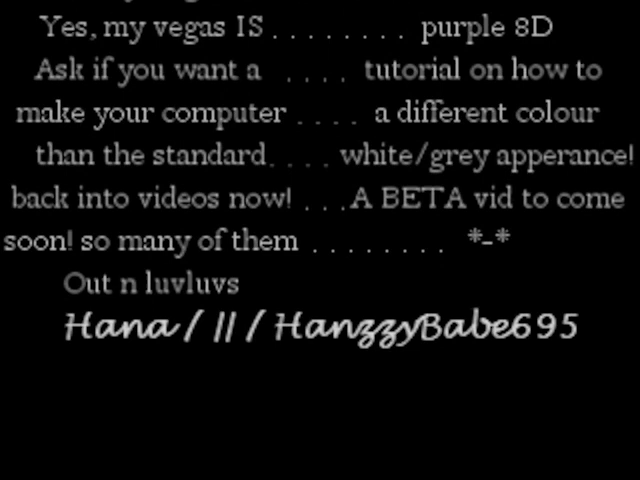 Yes, my vegas IS . . . . . . . . purple 8D
Ask if you want a . . . . tutorial on how to
make your computer . . . . a different colour
than the standard. . . . white/grey apperance!
back into videos now! . . .A BETA vid to come
soon! so many of them . . . . . . . . *-*
Out n luvluvs
Hana / || / HanzzyBabe695